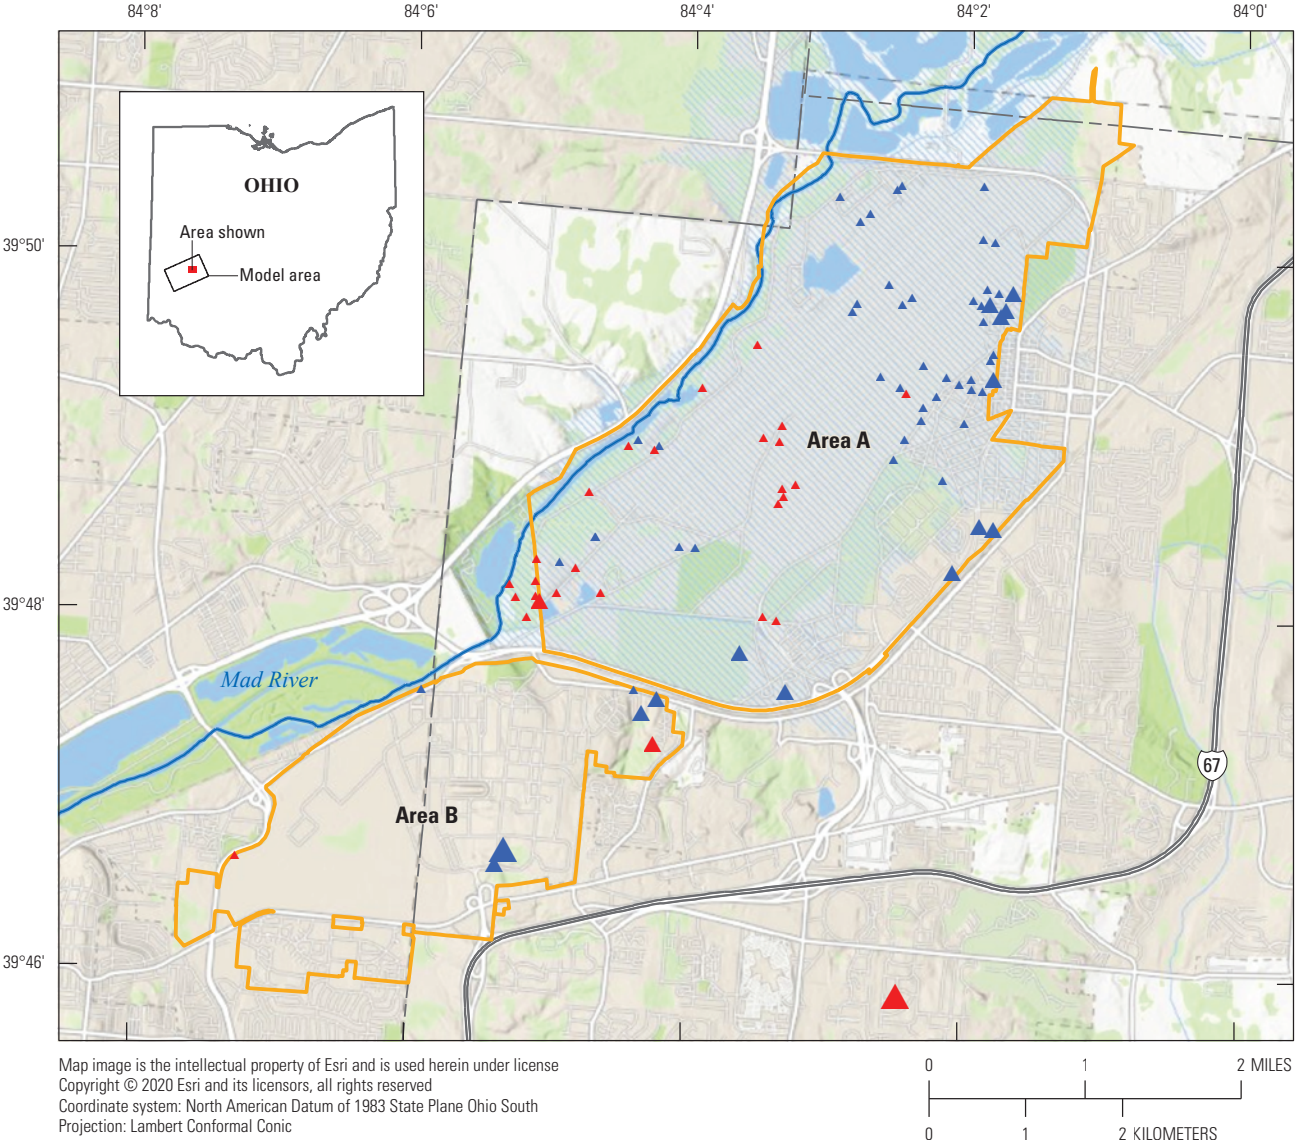 84°8'
84°6'
84°4'
84°2'
84°0'
39°50'
39°48'
39°46'
OHIO
Area shown
Model area
Area A
Mad River
Area B
67
Map image is the intellectual property of Esri and is used herein under license
Copyright © 2020 Esri and its licensors, all rights reserved
Coordinate system: North American Datum of 1983 State Plane Ohio South
Projection: Lambert Conformal Conic
0 1 2 MILES
0 1 2 KILOMETERS